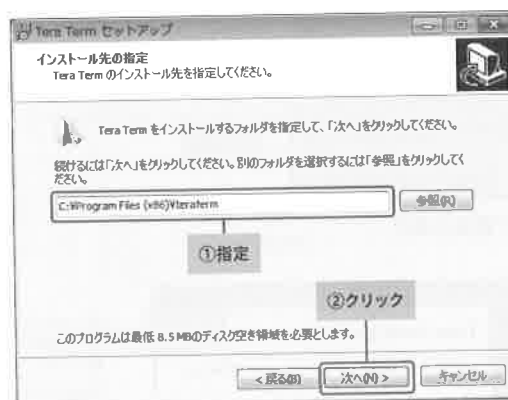 Tera Term セットアップ
インストール先の指定
Tera Term のインストール先を指定してください。
Tera Term をインストールするフォルダを指定して、「次へ」をクリックしてください。
続けるには「次へ」をクリックしてください。別のフォルダを選択するには「参照」をクリックしてく
ださい。
C:¥Program Files (x86)¥teraterm
参照(R)
①指定
②クリック
このプログラムは最低 8.5 MBのディスク空き領域を必要とします。
< 戻る(B)
次へ(N) >
キャンセル